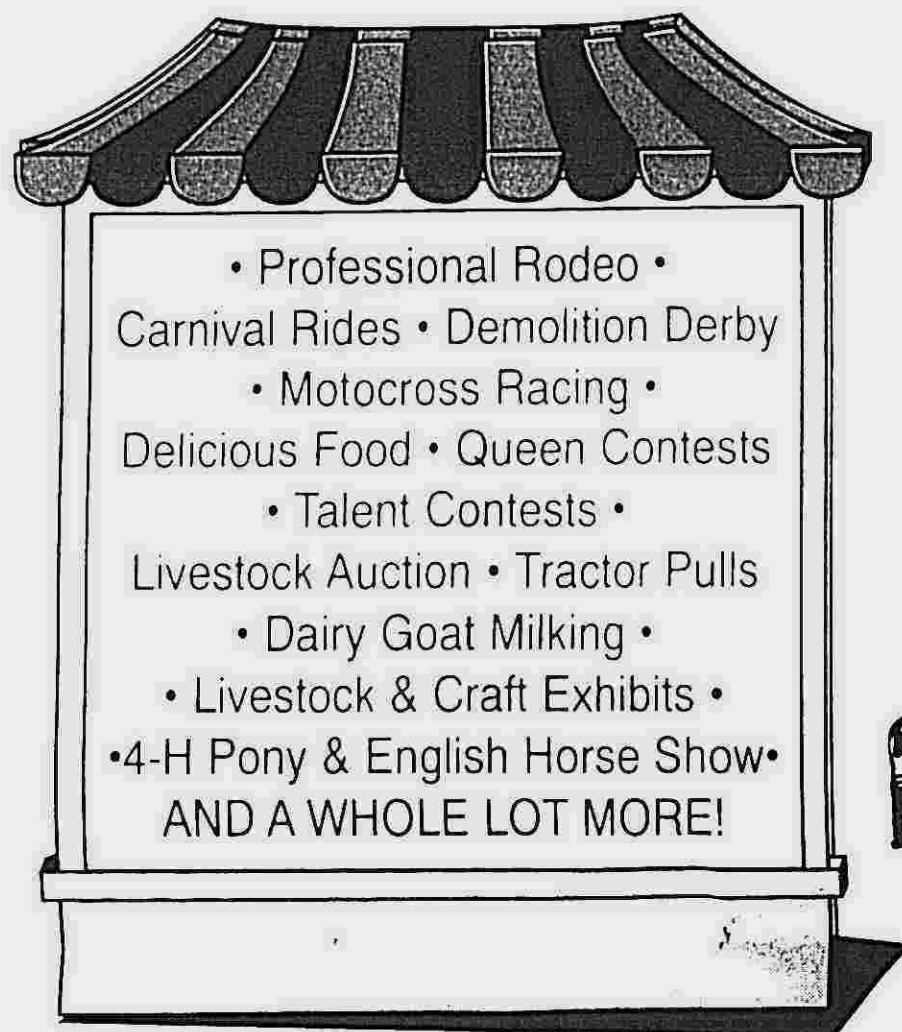 • Professional Rodeo •
Carnival Rides • Demolition Derby
• Motocross Racing •
Delicious Food • Queen Contests
• Talent Contests •
Livestock Auction • Tractor Pulls
• Dairy Goat Milking •
• Livestock & Craft Exhibits •
•4-H Pony & English Horse Show•
AND A WHOLE LOT MORE!